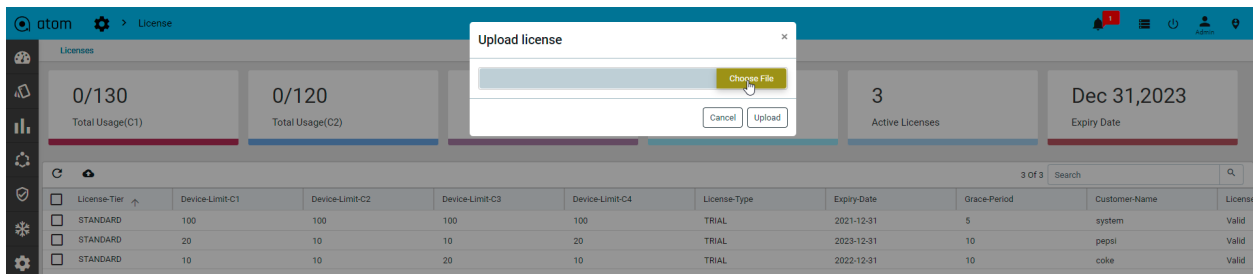 atom > License
1
Admin
Licenses
Upload license ×
Choose File
Cancel Upload
0/130
Total Usage(C1)
0/120
Total Usage(C2)
3
Active Licenses
Dec 31,2023
Expiry Date
3 Of 3 Search
License-Tier Device-Limit-C1 Device-Limit-C2 Device-Limit-C3 Device-Limit-C4 License-Type Expiry-Date Grace-Period Customer-Name License
STANDARD 100 100 100 100 TRIAL 2021-12-31 5 system Valid
STANDARD 20 10 10 20 TRIAL 2023-12-31 10 pepsi Valid
STANDARD 10 10 20 10 TRIAL 2022-12-31 10 coke Valid